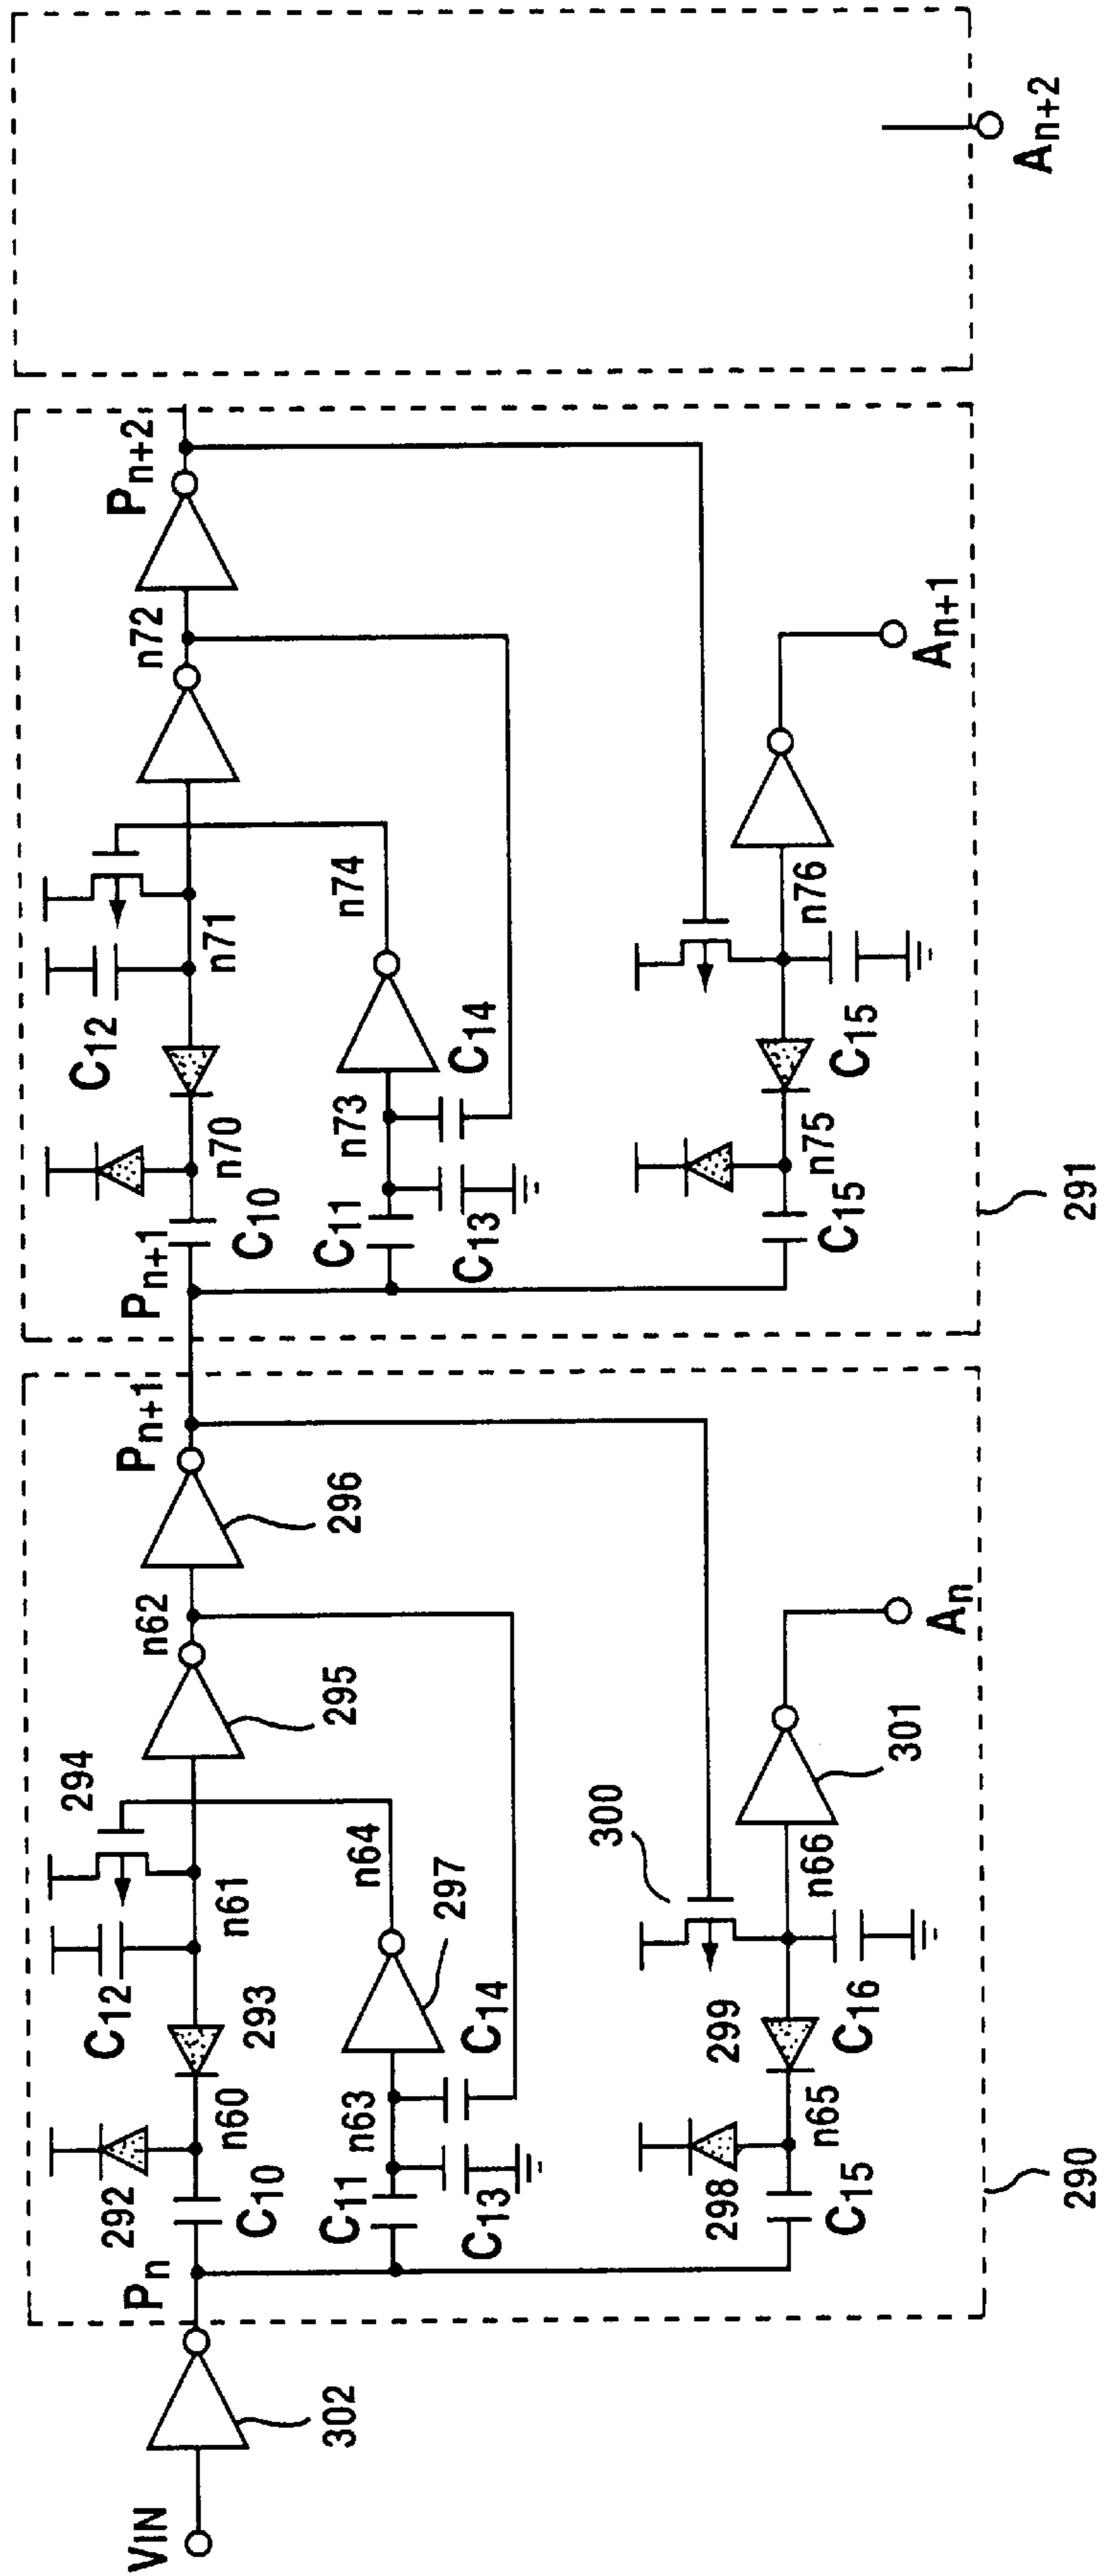 VIN
302
Pn
292
C10
n60
293
C12
n61
294
295
n62
296
Pn+1
C11
C13
n63
C14
297
n64
298
C15
n65
299
C16
300
n66
301
An
290
Pn+1
C10
n70
C12
n71
n72
Pn+2
C11
C13
n73
C14
n74
C15
n75
C15
n76
An+1
291
An+2